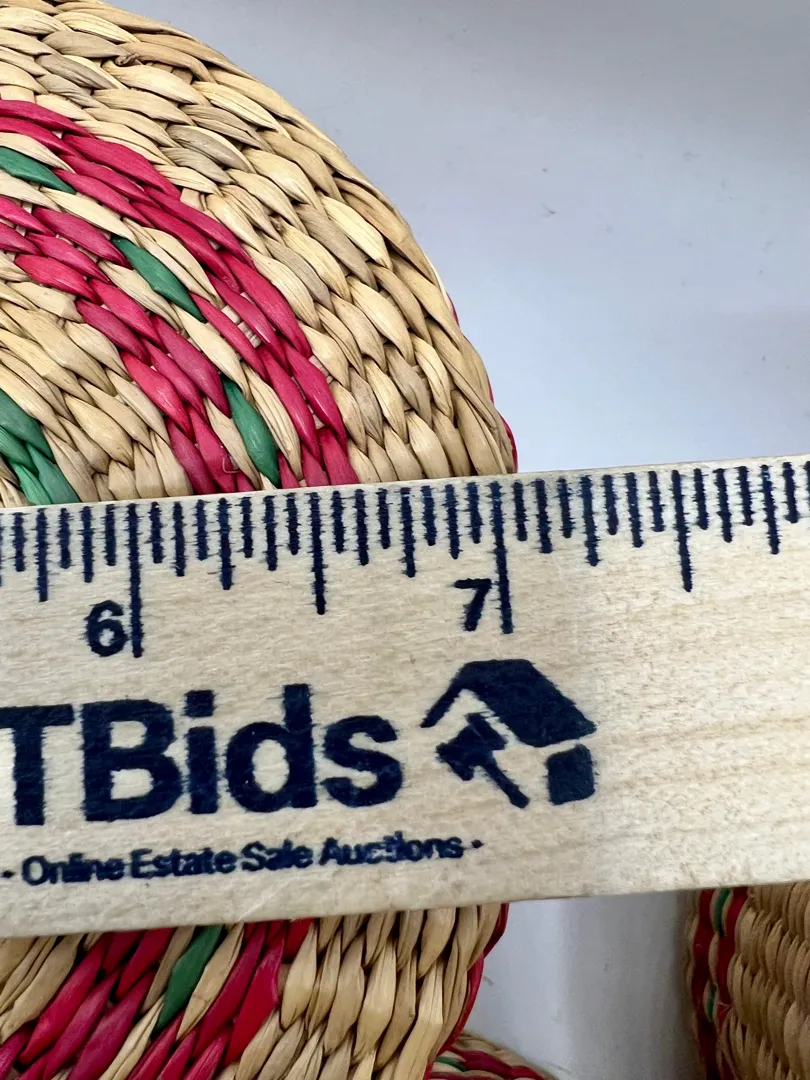 6 7
TBids
· Online Estate Sale Auctions ·